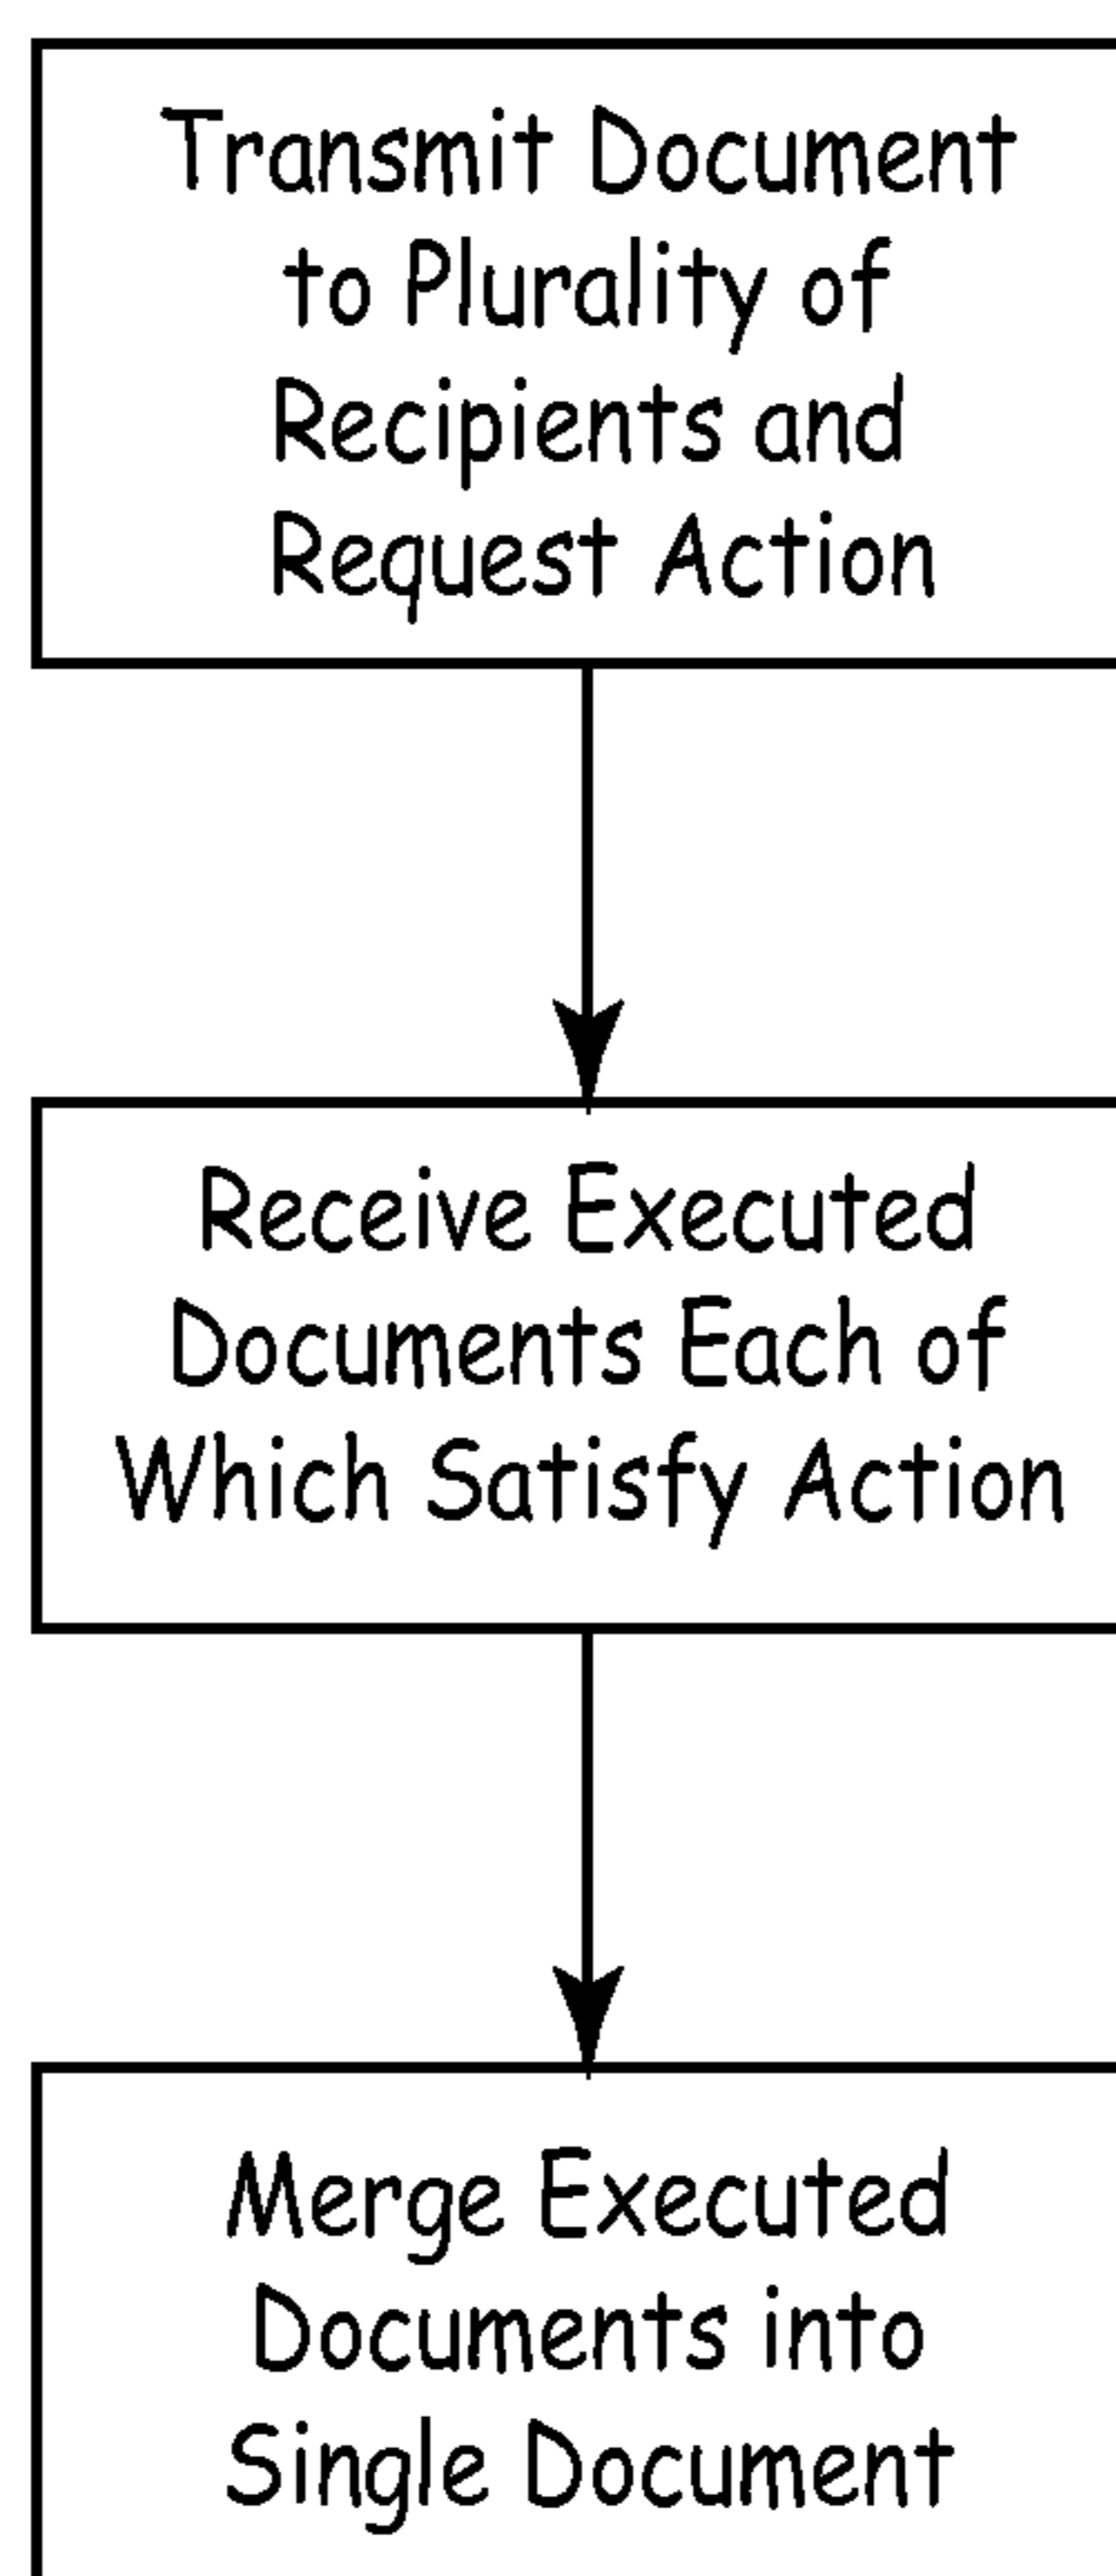 Transmit Document
to Plurality of
Recipients and
Request Action
Receive Executed
Documents Each of
Which Satisfy Action
Merge Executed
Documents into
Single Document